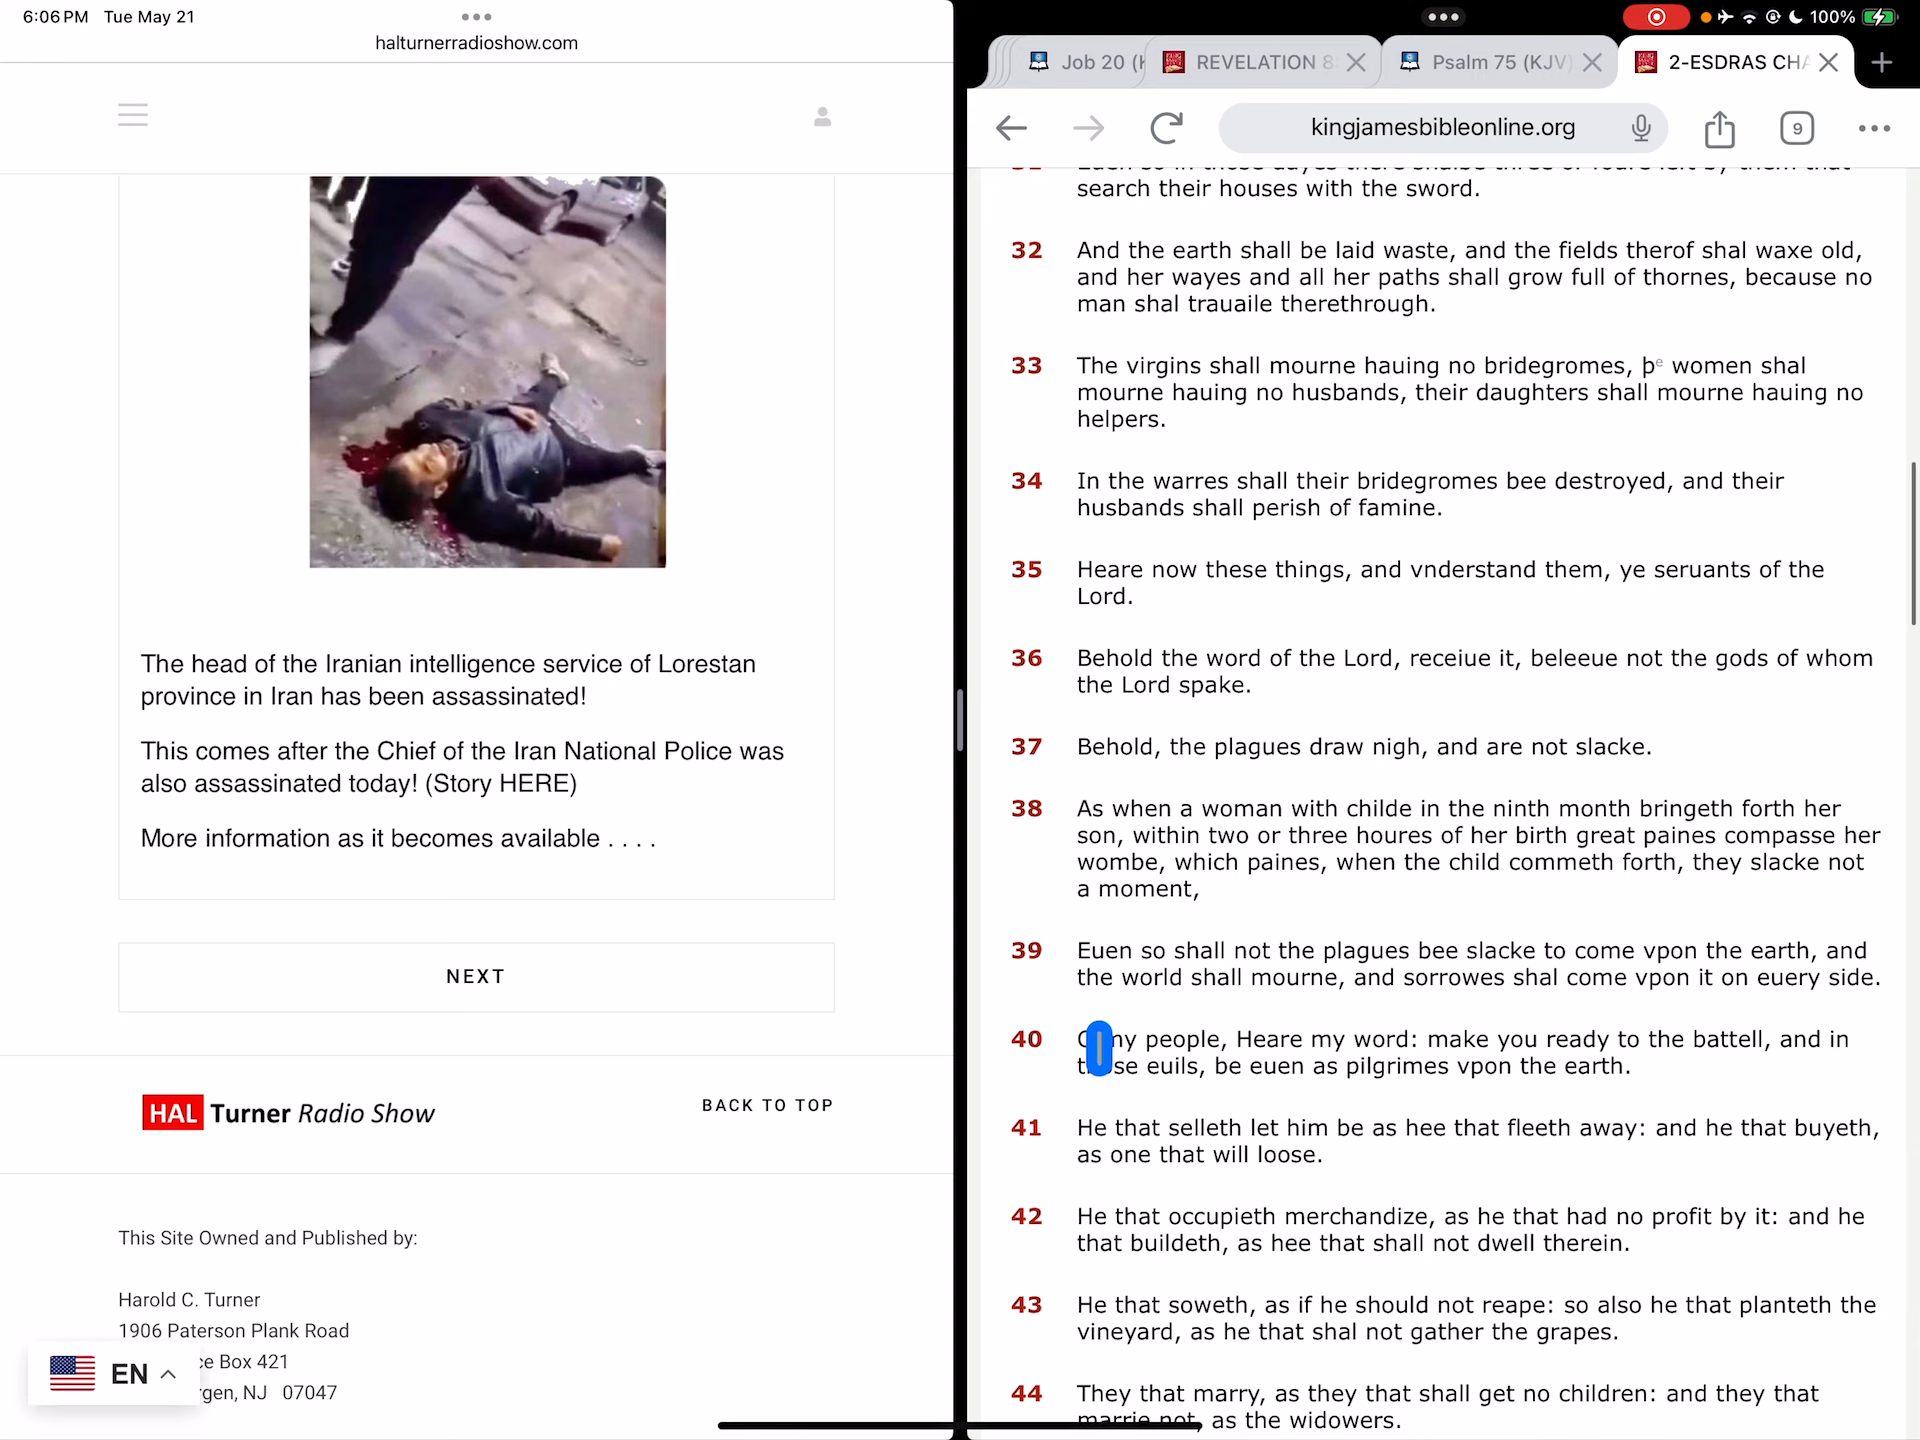 6:06 PM Tue May 21
halturnerradioshow.com
The head of the Iranian intelligence service of Lorestan
province in Iran has been assassinated!
This comes after the Chief of the Iran National Police was
also assassinated today! (Story HERE)
More information as it becomes available . . . .
NEXT
HAL Turner Radio Show
BACK TO TOP
This Site Owned and Published by:
Harold C. Turner
1906 Paterson Plank Road
ce Box 421
rgen, NJ 07047
EN
100%
Job 20 (
REVELATION 8
Psalm 75 (KJV)
2-ESDRAS CHA
kingjamesbibleonline.org
9
search their houses with the sword.
32 And the earth shall be laid waste, and the fields therof shal waxe old,
and her wayes and all her paths shall grow full of thornes, because no
man shal trauaile therethrough.
33 The virgins shall mourne hauing no bridegromes, þe women shal
mourne hauing no husbands, their daughters shall mourne hauing no
helpers.
34 In the warres shall their bridegromes bee destroyed, and their
husbands shall perish of famine.
35 Heare now these things, and vnderstand them, ye seruants of the
Lord.
36 Behold the word of the Lord, receiue it, beleeue not the gods of whom
the Lord spake.
37 Behold, the plagues draw nigh, and are not slacke.
38 As when a woman with childe in the ninth month bringeth forth her
son, within two or three houres of her birth great paines compasse her
wombe, which paines, when the child commeth forth, they slacke not
a moment,
39 Euen so shall not the plagues bee slacke to come vpon the earth, and
the world shall mourne, and sorrowes shal come vpon it on euery side.
40 my people, Heare my word: make you ready to the battell, and in
euils, be euen as pilgrimes vpon the earth.
41 He that selleth let him be as hee that fleeth away: and he that buyeth,
as one that will loose.
42 He that occupieth merchandize, as he that had no profit by it: and he
that buildeth, as hee that shall not dwell therein.
43 He that soweth, as if he should not reape: so also he that planteth the
vineyard, as he that shal not gather the grapes.
44 They that marry, as they that shall get no children: and they that
marrie not, as the widowers.